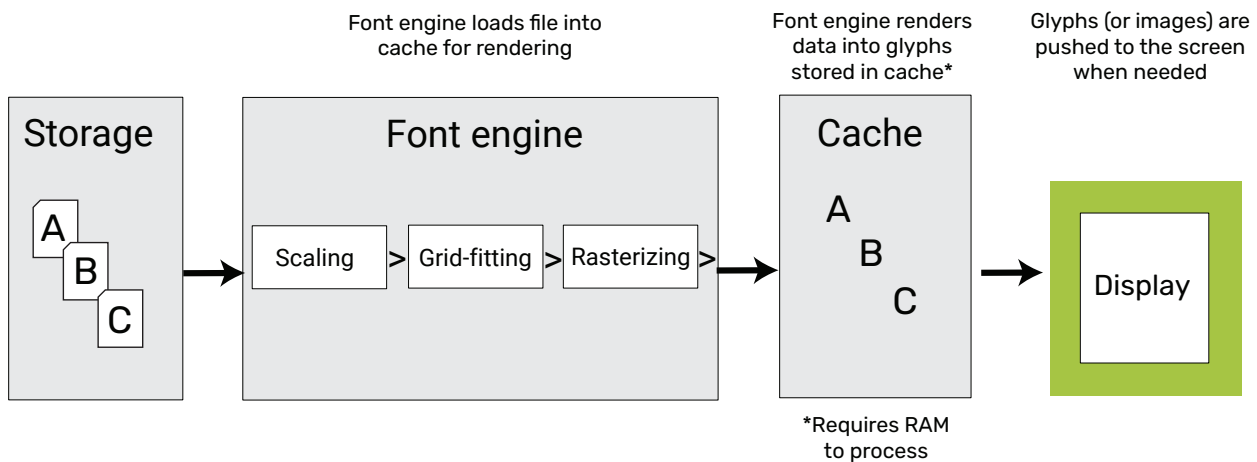 Font engine loads file into
cache for rendering
Font engine renders
data into glyphs
stored in cache*
Glyphs (or images) are
pushed to the screen
when needed
Storage
A
B
C
Font engine
Scaling > Grid-fitting > Rasterizing >
Cache
A
B
C
Display
*Requires RAM
to process